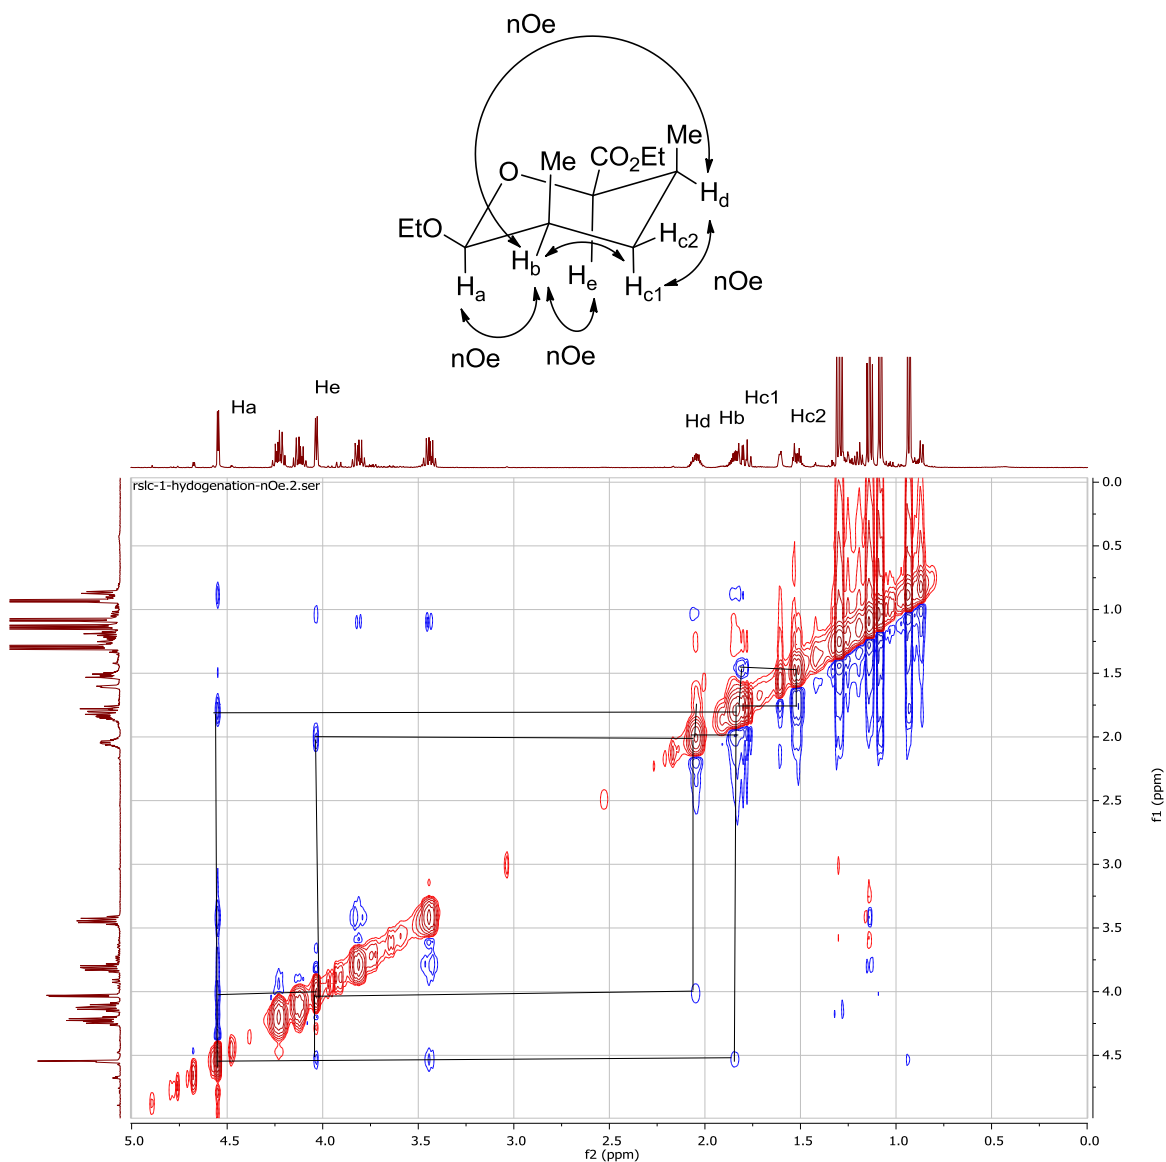 nOe
Me
CO2Et
Me
O
Hd
EtO
Hc2
Hb
He
Hc1
Ha
nOe
nOe
nOe
He
Ha
Hc1
Hd
Hb
Hc2
rslc-1-hydogenation-nOe.2.ser
0.0
0.5
1.0
1.5
2.0
2.5
3.0
3.5
4.0
4.5
f1 (ppm)
5.0
4.5
4.0
3.5
3.0
2.5
2.0
1.5
1.0
0.5
0.0
f2 (ppm)